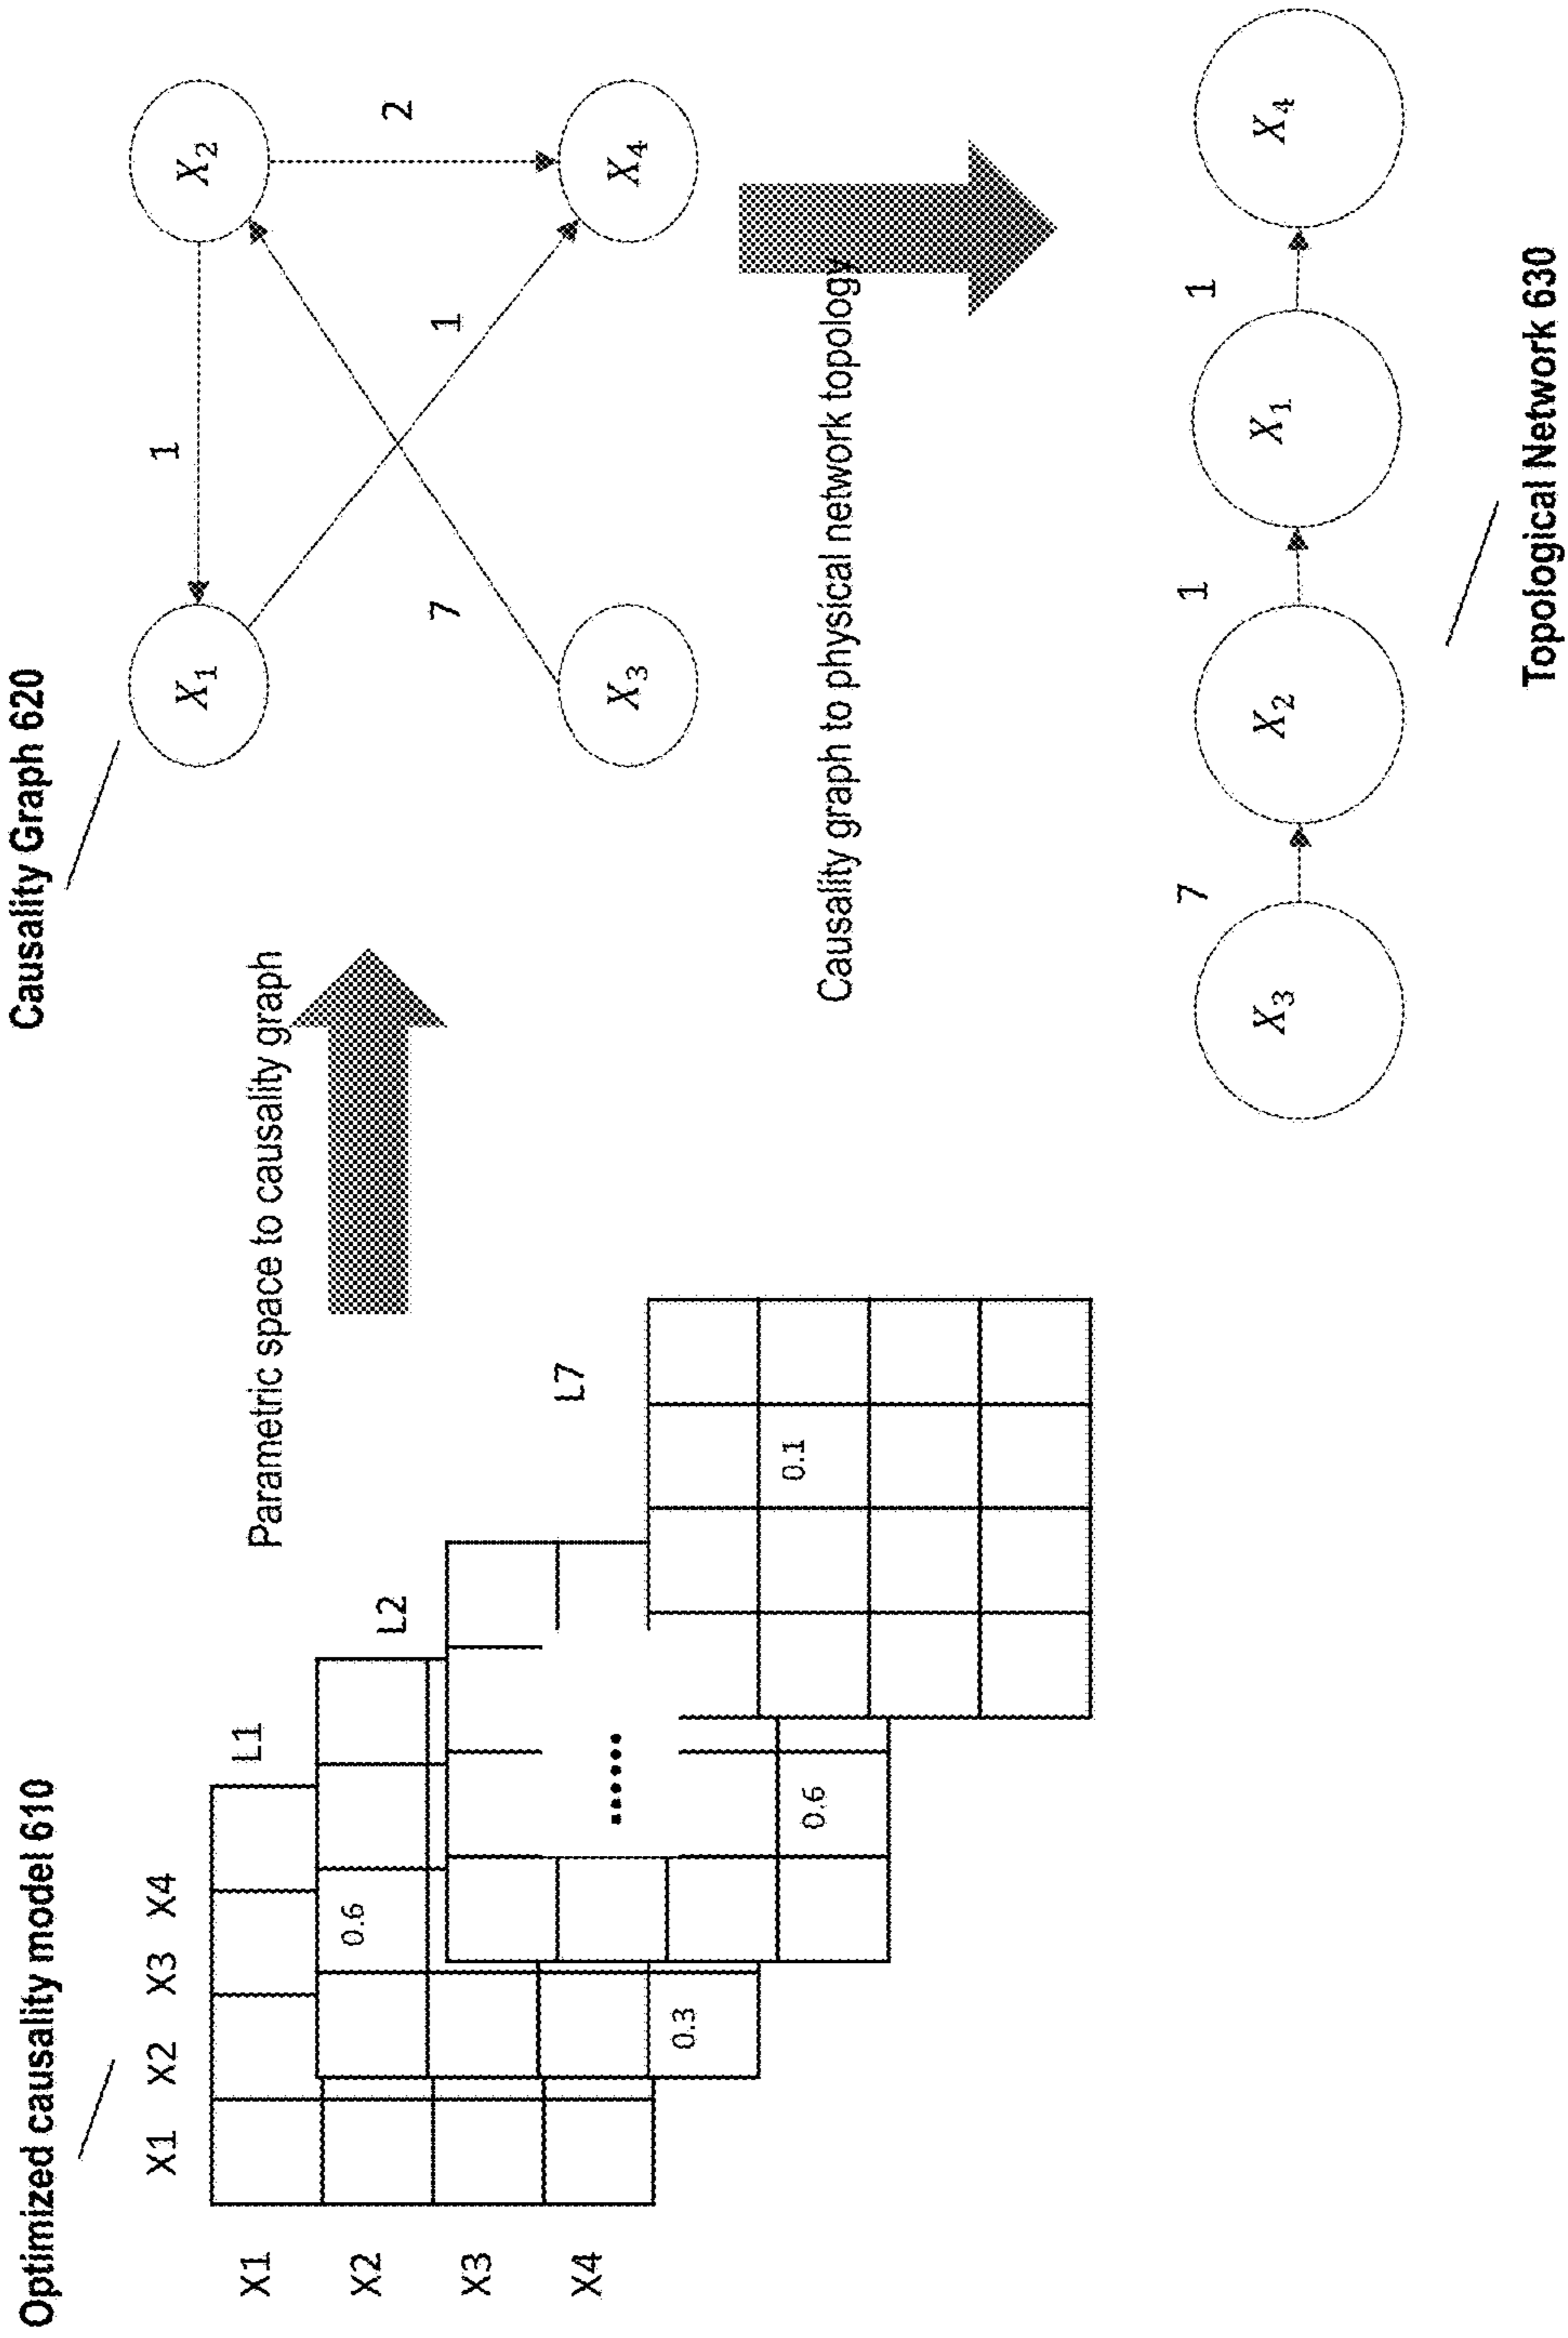 Optimized causality model 610
X1 X2 X3 X4
X1
X2
X3
X4
L1
L2
L7
0.6
0.3
0.6
0.1
......
Parametric space to causality graph
Causality Graph 620
X₁
X₂
X₃
X₄
1
2
1
7
Causality graph to physical network topology
X₃
7
X₂
1
X₁
1
X₄
Topological Network 630